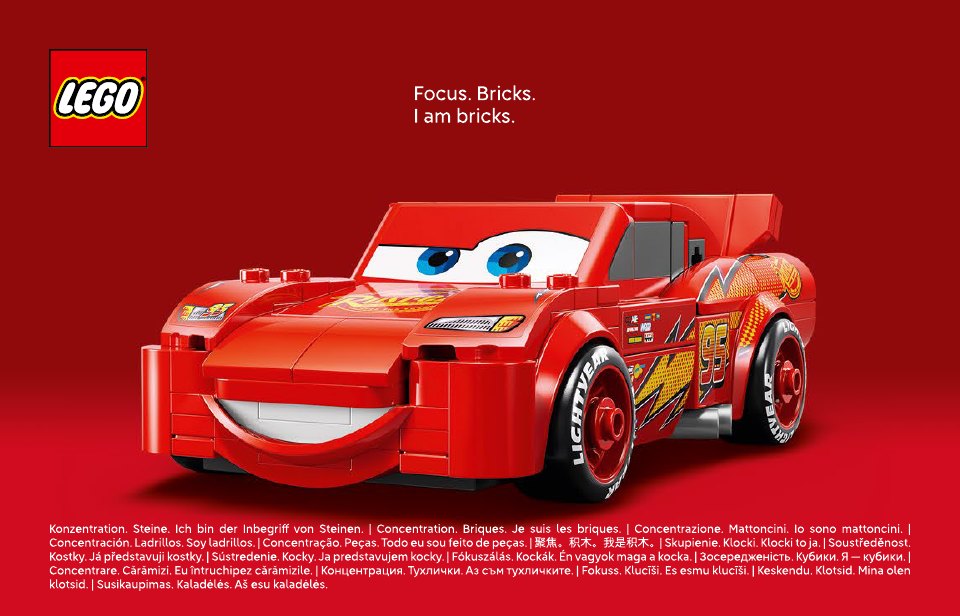 LEGO
Focus. Bricks.
I am bricks.
95
LIGHTYEAR
LIGHTYEAR
Konzentration. Steine. Ich bin der Inbegriff von Steinen. | Concentration. Briques. Je suis les briques. | Concentrazione. Mattoncini. Io sono mattoncini. |
Concentración. Ladrillos. Soy ladrillos. | Concentração. Peças. Todo eu sou feito de peças. | 聚焦。积木。我是积木。 | Skupienie. Klocki. Klocki to ja. | Soustředěnost.
Kostky. Já představuji kostky. | Sústredenie. Kocky. Ja predstavujem kocky. | Fókuszálás. Kockák. Én vagyok maga a kocka. | Зосередженість. Кубики. Я — кубики. |
Concentrare. Cărămizi. Eu întruchipez cărămizile. | Концентрация. Тухлички. Аз съм тухличките. | Fokuss. Klucīši. Es esmu klucīši. | Keskendu. Klotsid. Mina olen
klotsid. | Susikaupimas. Kaladėlės. Aš esu kaladėlės.